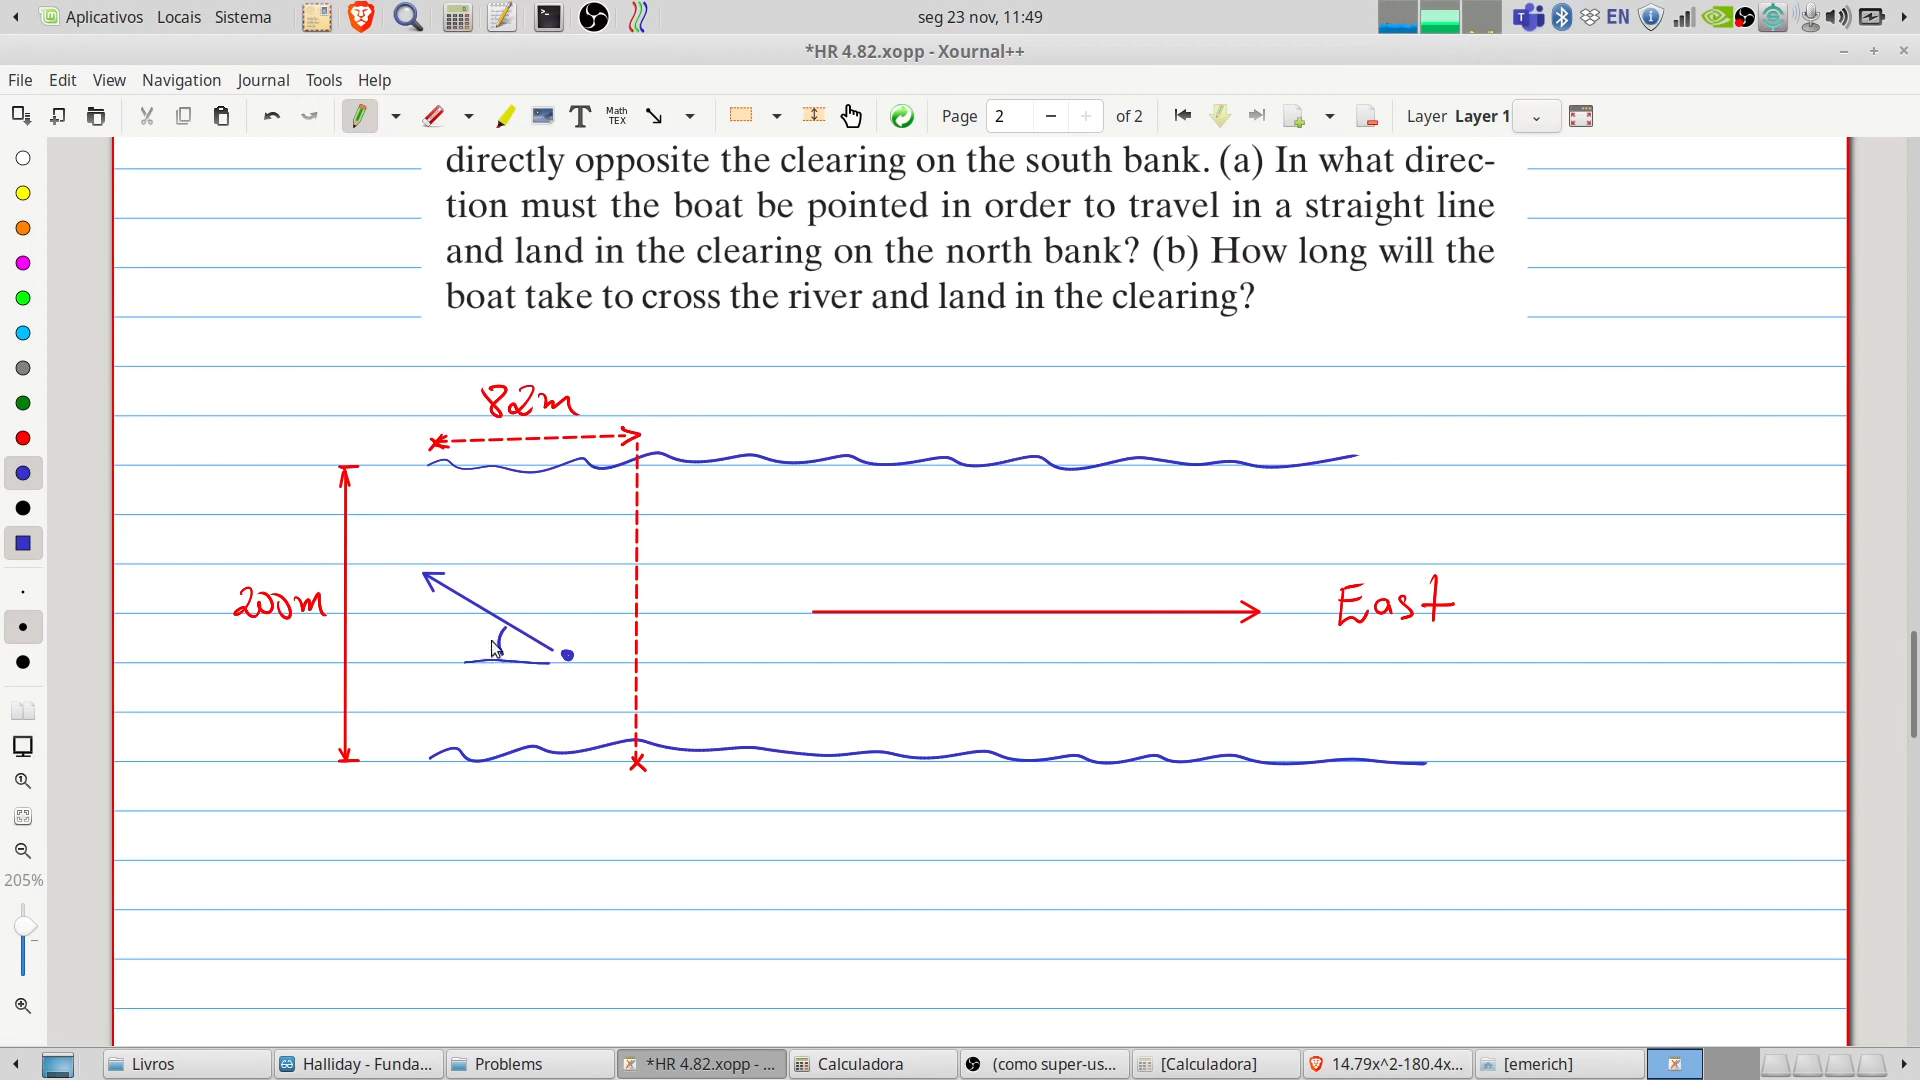 Aplicativos Locais Sistema seg 23 nov, 11:49 EN
*HR 4.82.xopp - Xournal++
File Edit View Navigation Journal Tools Help
Math
TEX
Page 2 of 2 Layer Layer 1
directly opposite the clearing on the south bank. (a) In what direc-
tion must the boat be pointed in order to travel in a straight line
and land in the clearing on the north bank? (b) How long will the
boat take to cross the river and land in the clearing?
82m
200m
East
205%
Livros Halliday - Funda... Problems *HR 4.82.xopp - ... Calculadora (como super-us... [Calculadora] 14.79x^2-180.4x... [emerich]